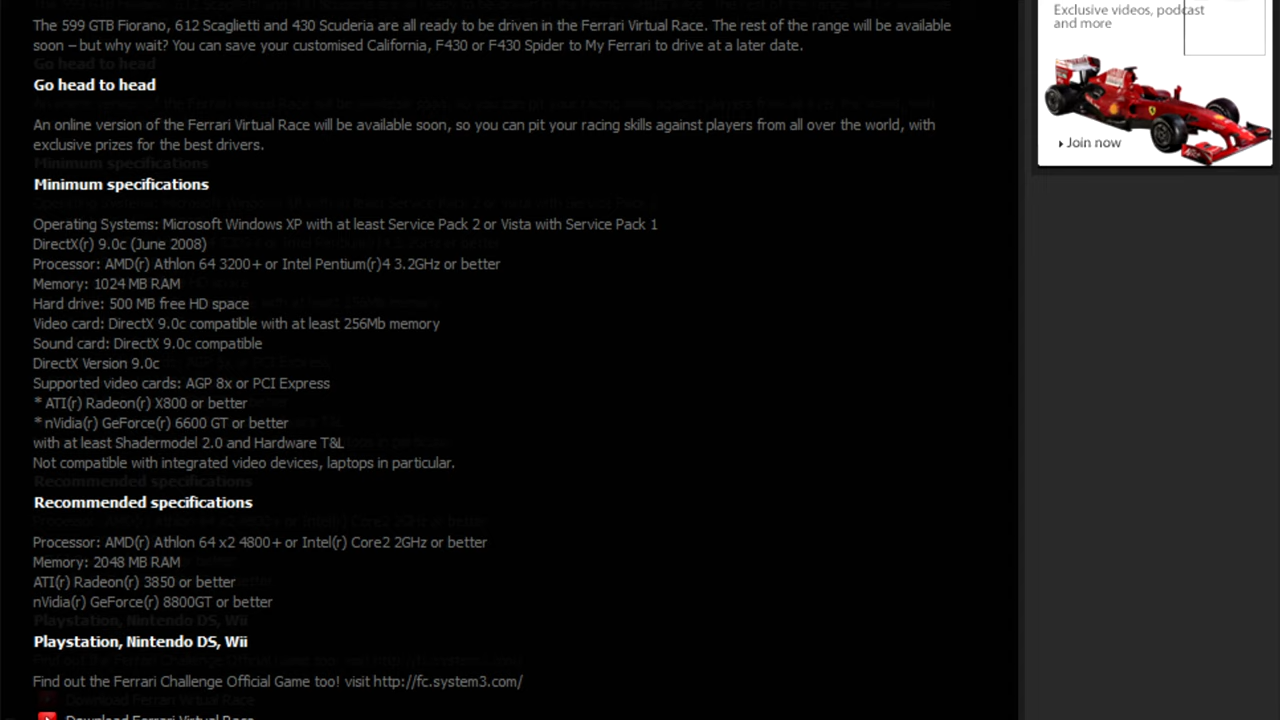 The 599 GTB Fiorano, 612 Scaglietti and 430 Scuderia are all ready to be driven in the Ferrari Virtual Race. The rest of the range will be available
soon – but why wait? You can save your customised California, F430 or F430 Spider to My Ferrari to drive at a later date.
Go head to head
An online version of the Ferrari Virtual Race will be available soon, so you can pit your racing skills against players from all over the world, with
exclusive prizes for the best drivers.
Minimum specifications
Operating Systems: Microsoft Windows XP with at least Service Pack 2 or Vista with Service Pack 1
DirectX(r) 9.0c (June 2008)
Processor: AMD(r) Athlon 64 3200+ or Intel Pentium(r)4 3.2GHz or better
Memory: 1024 MB RAM
Hard drive: 500 MB free HD space
Video card: DirectX 9.0c compatible with at least 256Mb memory
Sound card: DirectX 9.0c compatible
DirectX Version 9.0c
Supported video cards: AGP 8x or PCI Express
* ATI(r) Radeon(r) X800 or better
* nVidia(r) GeForce(r) 6600 GT or better
with at least Shadermodel 2.0 and Hardware T&L
Not compatible with integrated video devices, laptops in particular.
Recommended specifications
Processor: AMD(r) Athlon 64 x2 4800+ or Intel(r) Core2 2GHz or better
Memory: 2048 MB RAM
ATI(r) Radeon(r) 3850 or better
nVidia(r) GeForce(r) 8800GT or better
Playstation, Nintendo DS, Wii
Find out the Ferrari Challenge Official Game too! visit http://fc.system3.com/
Download Ferrari Virtual Race
Exclusive videos, podcast
and more
Join now